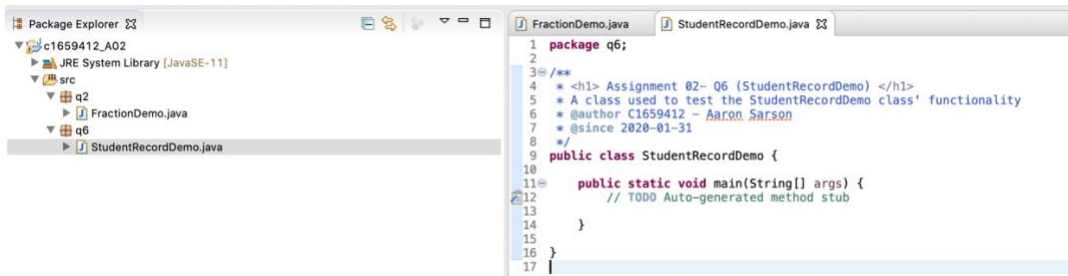 Package Explorer
c1659412_A02
JRE System Library [JavaSE-11]
src
q2
FractionDemo.java
q6
StudentRecordDemo.java
FractionDemo.java
StudentRecordDemo.java
1 package q6;
2
3 /**
4 * <h1> Assignment 02- Q6 (StudentRecordDemo) </h1>
5 * A class used to test the StudentRecordDemo class' functionality
6 * @author C1659412 - Aaron Sarson
7 * @since 2020-01-31
8 */
9 public class StudentRecordDemo {
10
11 public static void main(String[] args) {
12 // TODO Auto-generated method stub
13
14 }
15
16 }
17